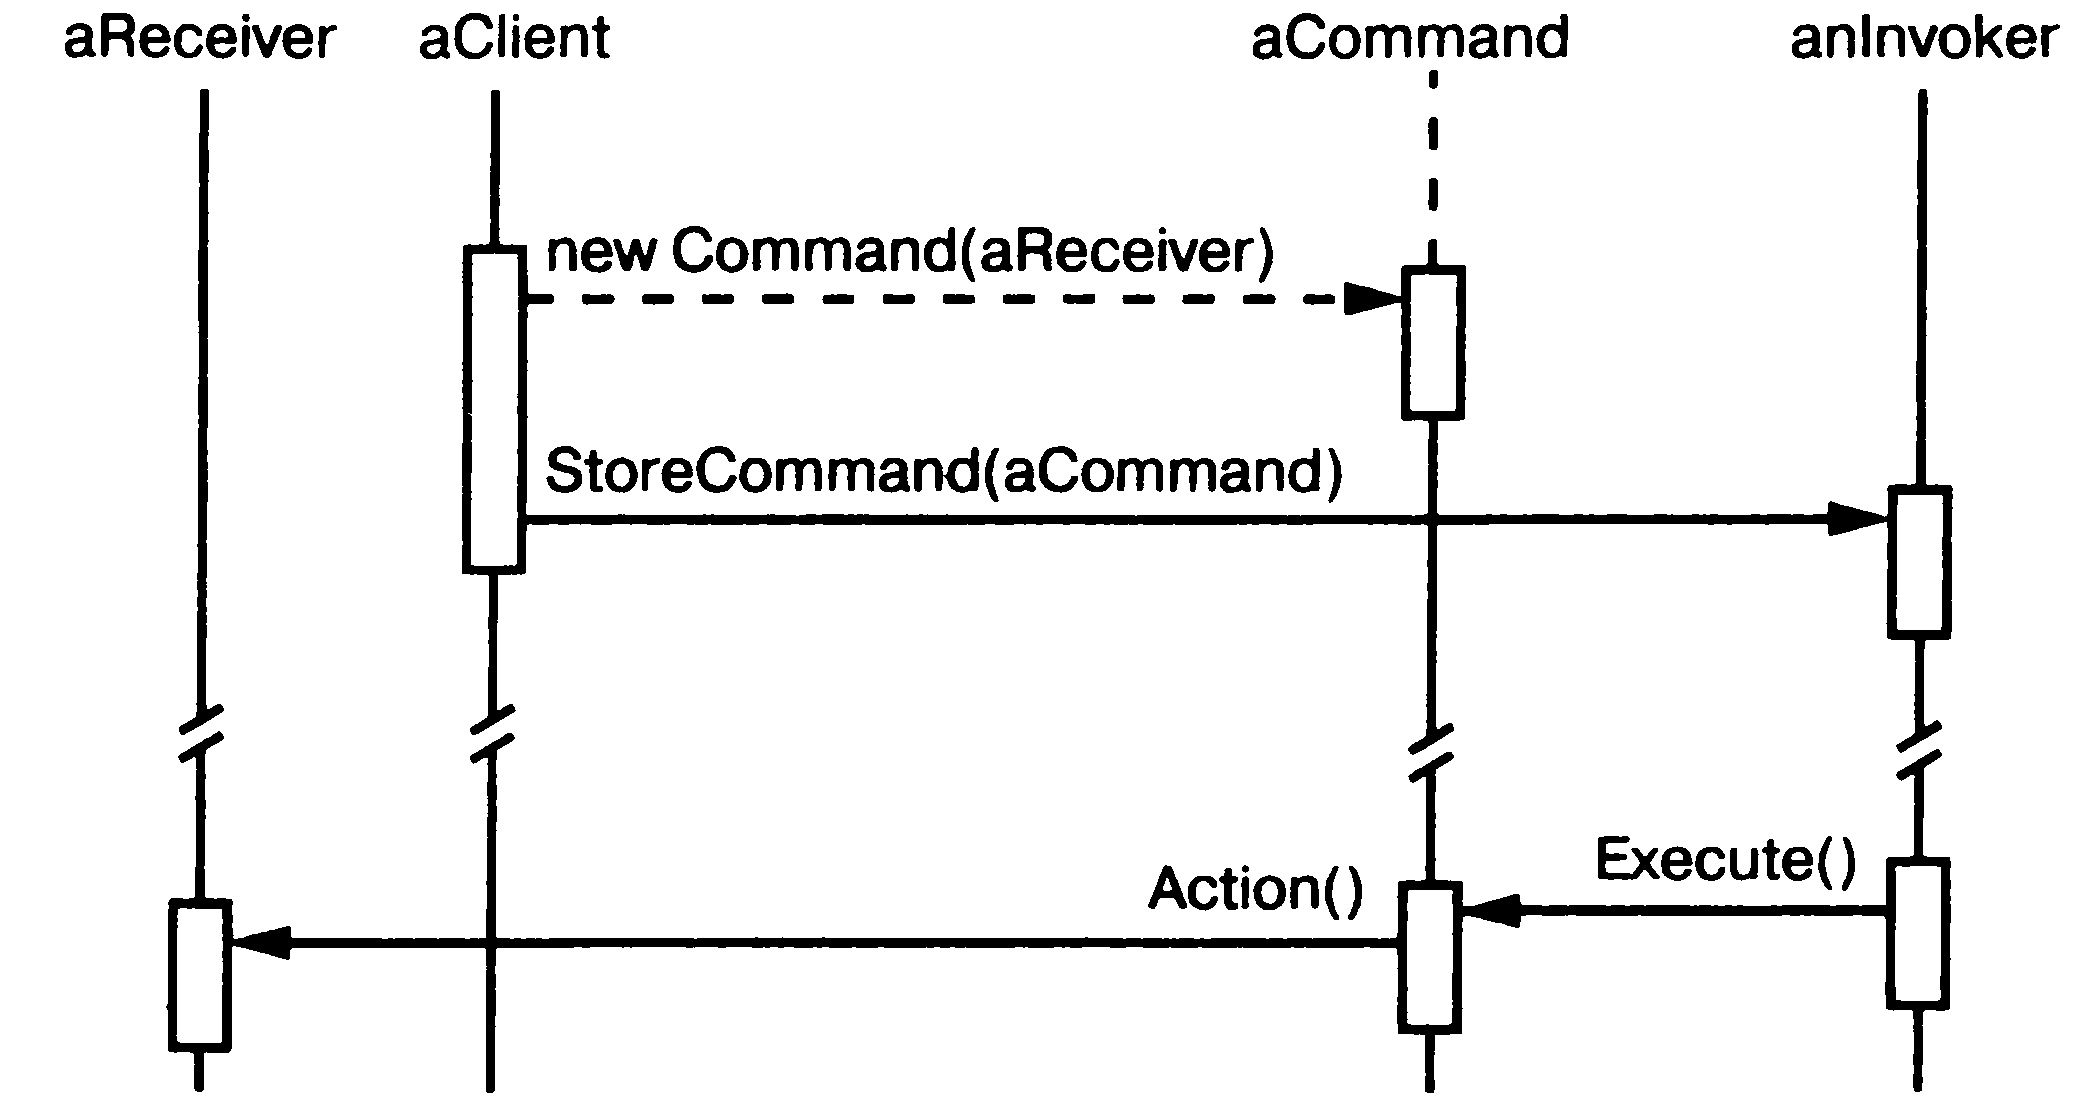 aReceiver aClient aCommand anInvoker
new Command(aReceiver)
StoreCommand(aCommand)
Execute()
Action()